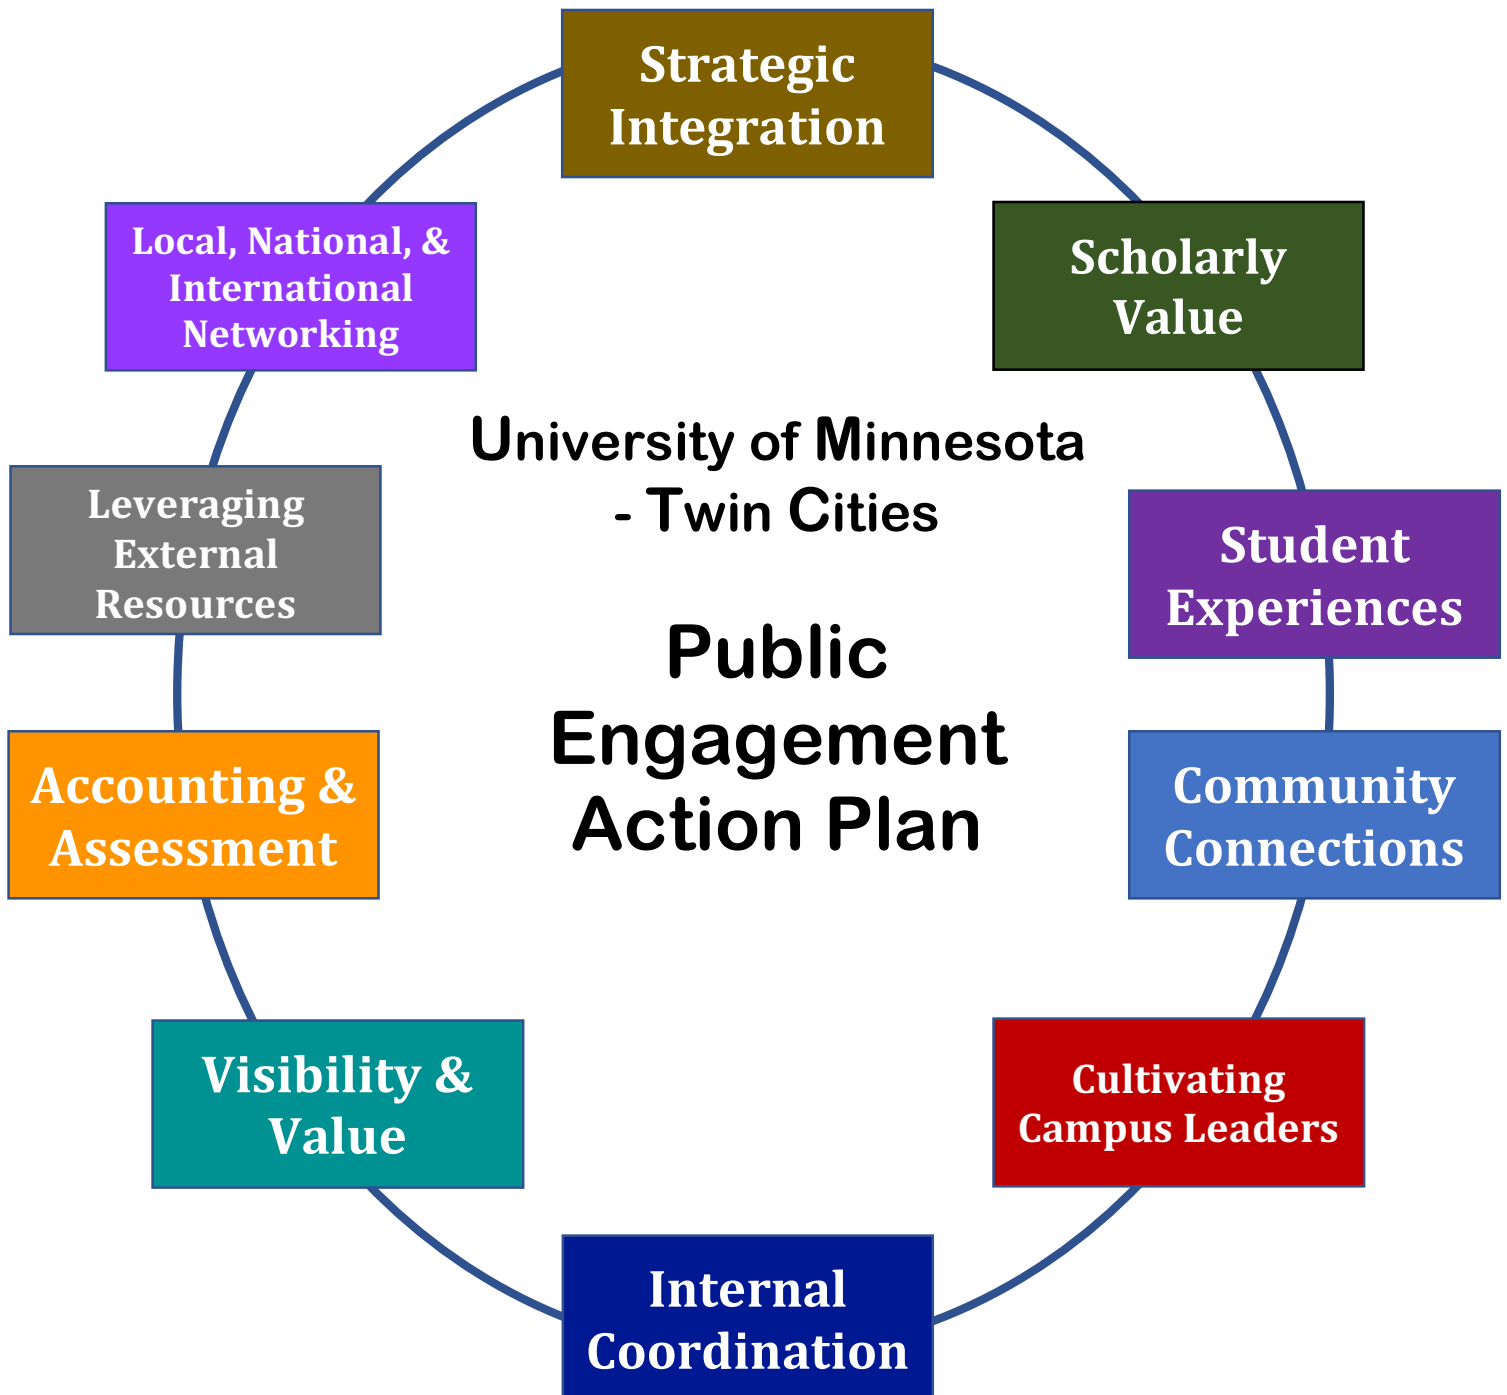 Strategic
Integration
Local, National, &
International
Networking
Scholarly
Value
University of Minnesota
- Twin Cities
Leveraging
External
Resources
Student
Experiences
Public
Engagement
Action Plan
Accounting &
Assessment
Community
Connections
Visibility &
Value
Cultivating
Campus Leaders
Internal
Coordination